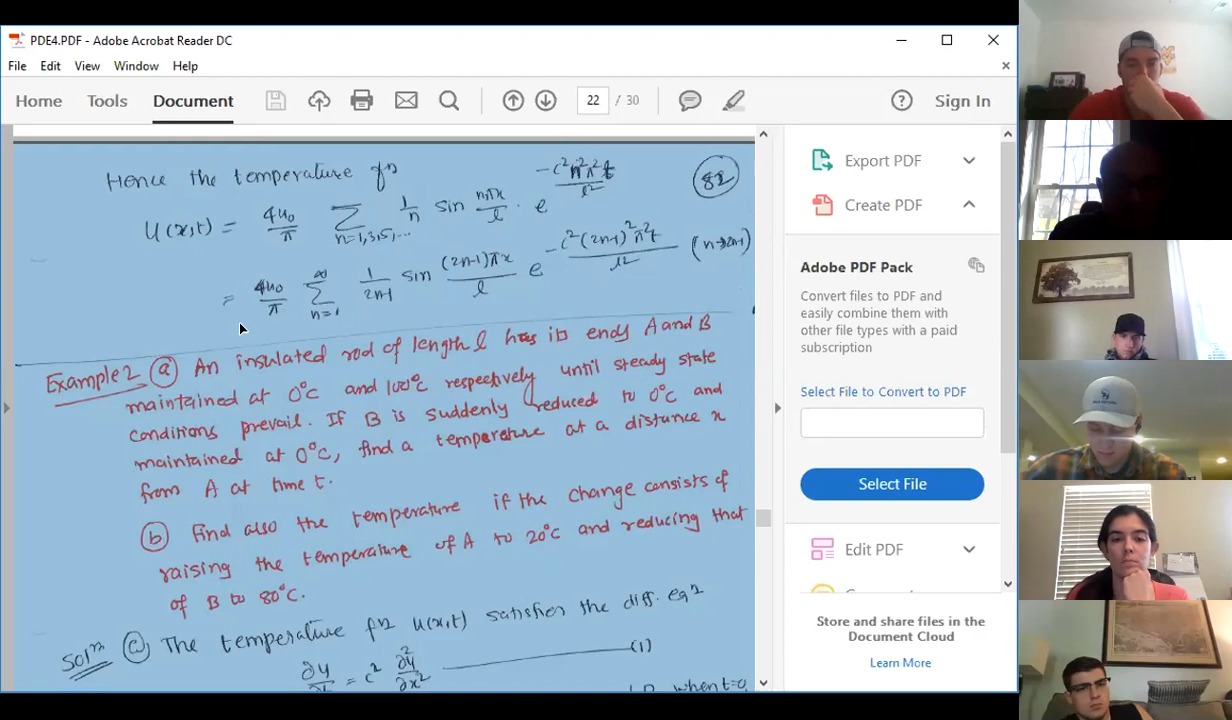 PDE4.PDF - Adobe Acrobat Reader DC
File Edit View Window Help
Home Tools Document 22 / 30 Sign In
Hence the temperature fn 82
u(x,t) = 4u₀/π Σ n=1,3,5,... 1/n sin nπx/l . e^(-c²n²π²t/l²)
= 4u₀/π Σ n=1 ∞ 1/(2n-1) sin (2n-1)πx/l e^(-c²(2n-1)²π²t/l²) (n→2n-1)
Example 2 (a) An insulated rod of length l has its ends A and B
maintained at 0°C and 100°C respectively until steady state
conditions prevail. If B is suddenly reduced to 0°C and
maintained at 0°C, find a temperature at a distance x
from A at time t.
(b) Find also the temperature if the change consists of
raising the temperature of A to 20°C and reducing that
of B to 80°C.
Solⁿ (a) The temperature fn u(x,t) satisfies the diff. eqⁿ
= c² ∂²u/∂x² (1)
when t=0
Export PDF
Create PDF
Adobe PDF Pack
Convert files to PDF and
easily combine them with
other file types with a paid
subscription
Select File to Convert to PDF
Select File
Edit PDF
Store and share files in the
Document Cloud
Learn More